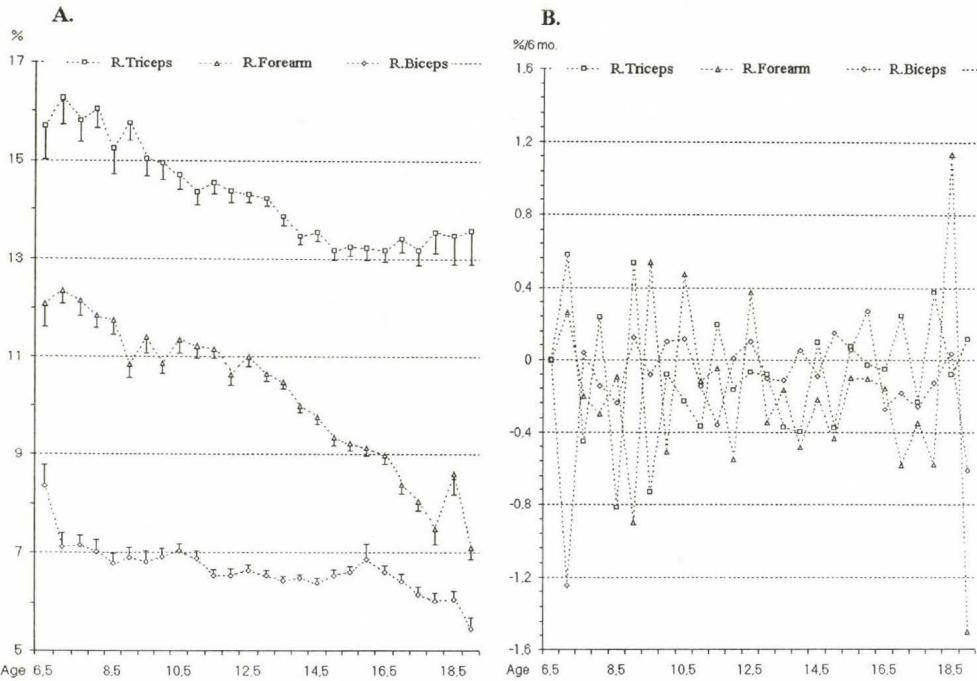 A.
%
17
R.Triceps R.Forearm R.Biceps
15
13
11
9
7
5
Age 6,5 8,5 10,5 12,5 14,5 16,5 18,5
B.
%/6 mo.
1.6
R.Triceps R.Forearm R.Biceps
1.2
0.8
0.4
0
-0.4
-0.8
-1.2
-1.6
Age 6,5 8,5 10,5 12,5 14,5 16,5 18,5